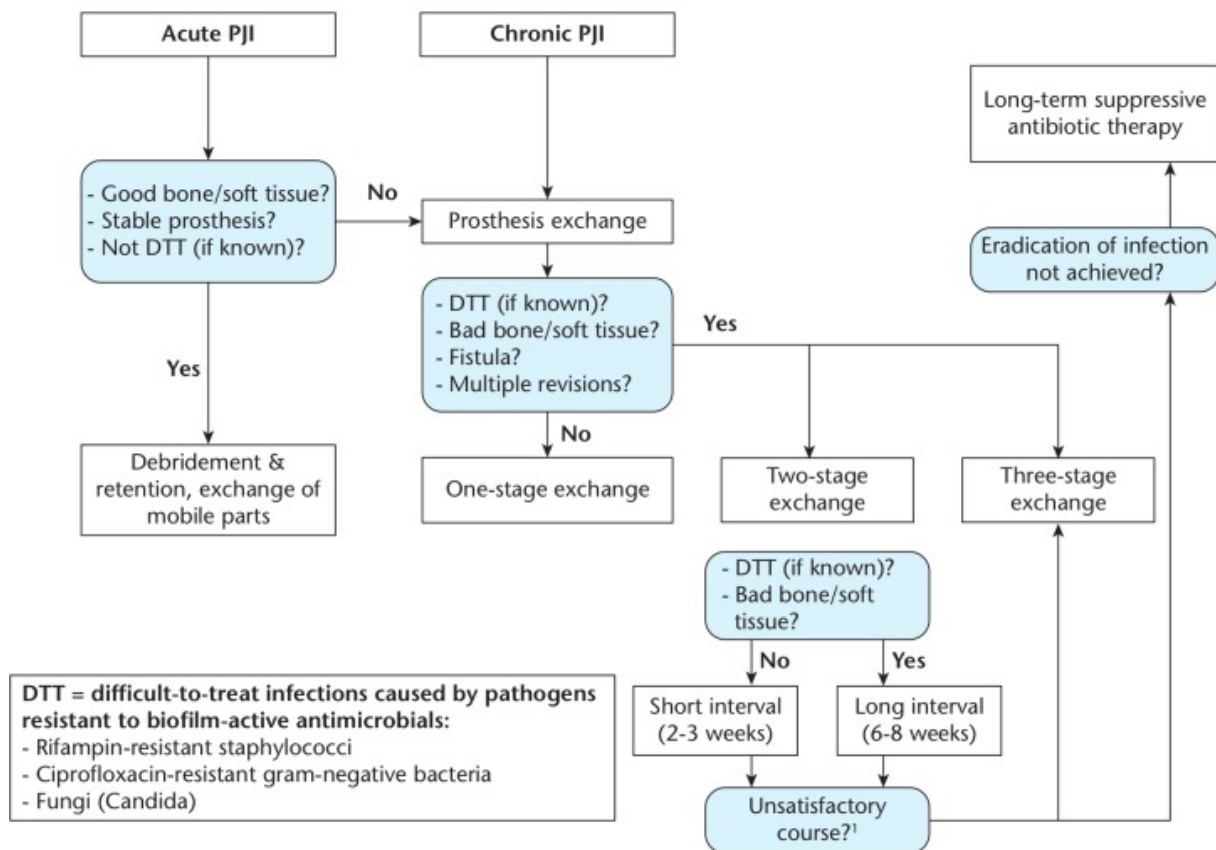 Acute PJI
Chronic PJI
Long-term suppressive
antibiotic therapy
- Good bone/soft tissue?
- Stable prosthesis?
- Not DTT (if known)?
No
Prosthesis exchange
Eradication of infection
not achieved?
Yes
- DTT (if known)?
- Bad bone/soft tissue?
- Fistula?
- Multiple revisions?
Yes
No
Debridement &
retention, exchange of
mobile parts
One-stage exchange
Two-stage
exchange
Three-stage
exchange
- DTT (if known)?
- Bad bone/soft
tissue?
No
Yes
Short interval
(2-3 weeks)
Long interval
(6-8 weeks)
Unsatisfactory
course?¹
DTT = difficult-to-treat infections caused by pathogens
resistant to biofilm-active antimicrobials:
- Rifampin-resistant staphylococci
- Ciprofloxacin-resistant gram-negative bacteria
- Fungi (Candida)